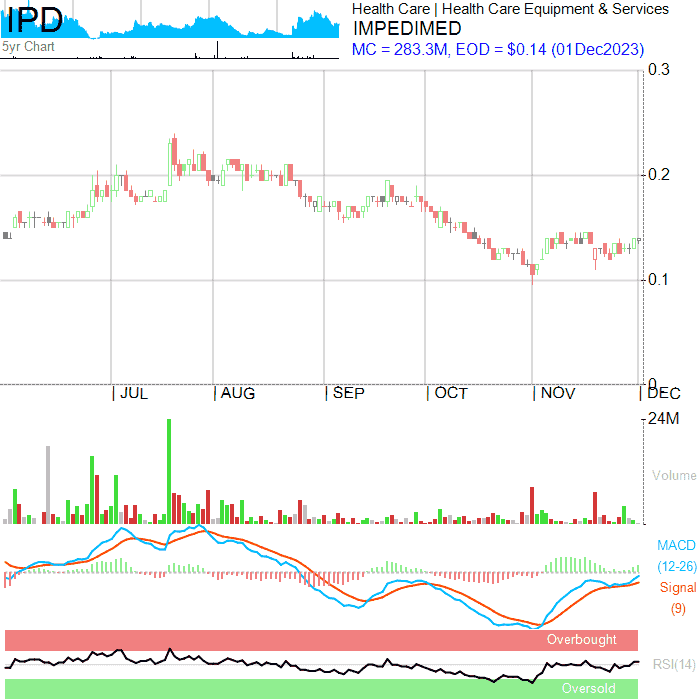 IPD
5yr Chart
Health Care | Health Care Equipment & Services
IMPEDIMED
MC = 283.3M, EOD = $0.14 (01Dec2023)
0.3
0.2
0.1
0
JUL
AUG
SEP
OCT
NOV
DEC
24M
Volume
MACD
(12-26)
Signal
(9)
Overbought
RSI(14)
Oversold